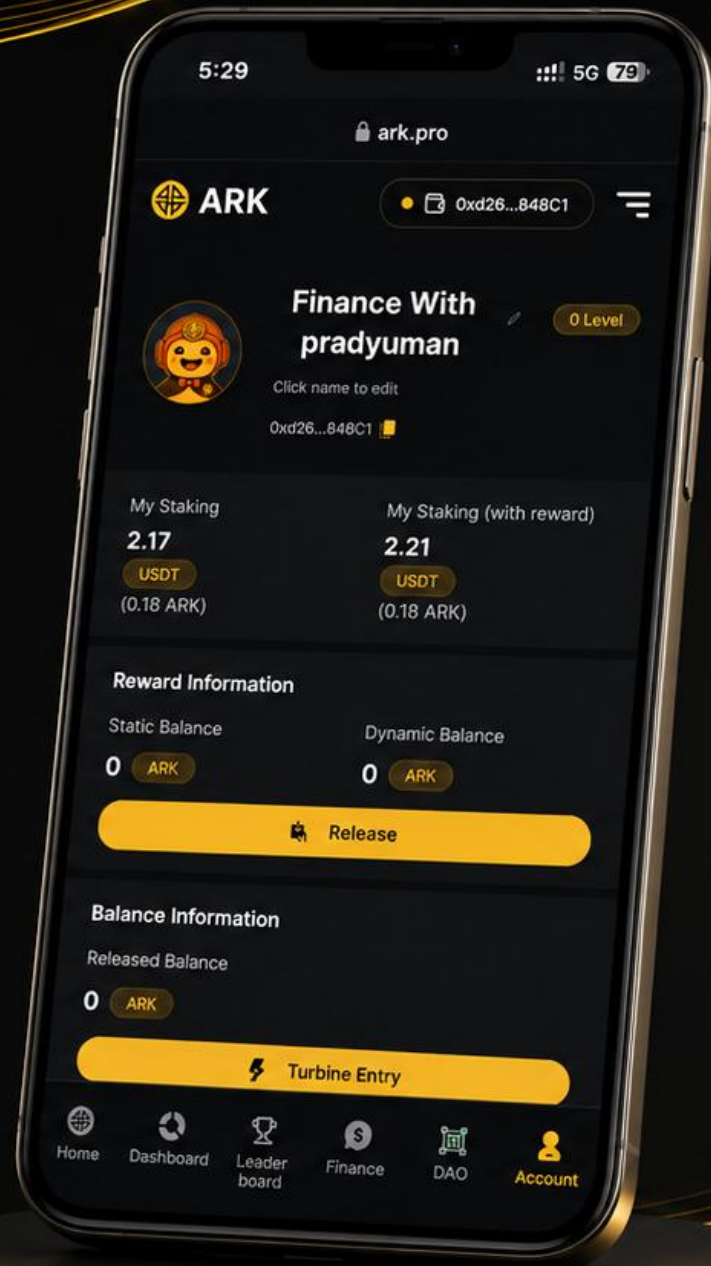 5:29
5G 79
ark.pro
ARK
0xd26...848C1
Finance With
pradyuman
0 Level
Click name to edit
0xd26...848C1
My Staking
2.17
USDT
(0.18 ARK)
My Staking (with reward)
2.21
USDT
(0.18 ARK)
Reward Information
Static Balance
0 ARK
Dynamic Balance
0 ARK
Release
Balance Information
Released Balance
0 ARK
Turbine Entry
Home
Dashboard
Leader
board
Finance
DAO
Account